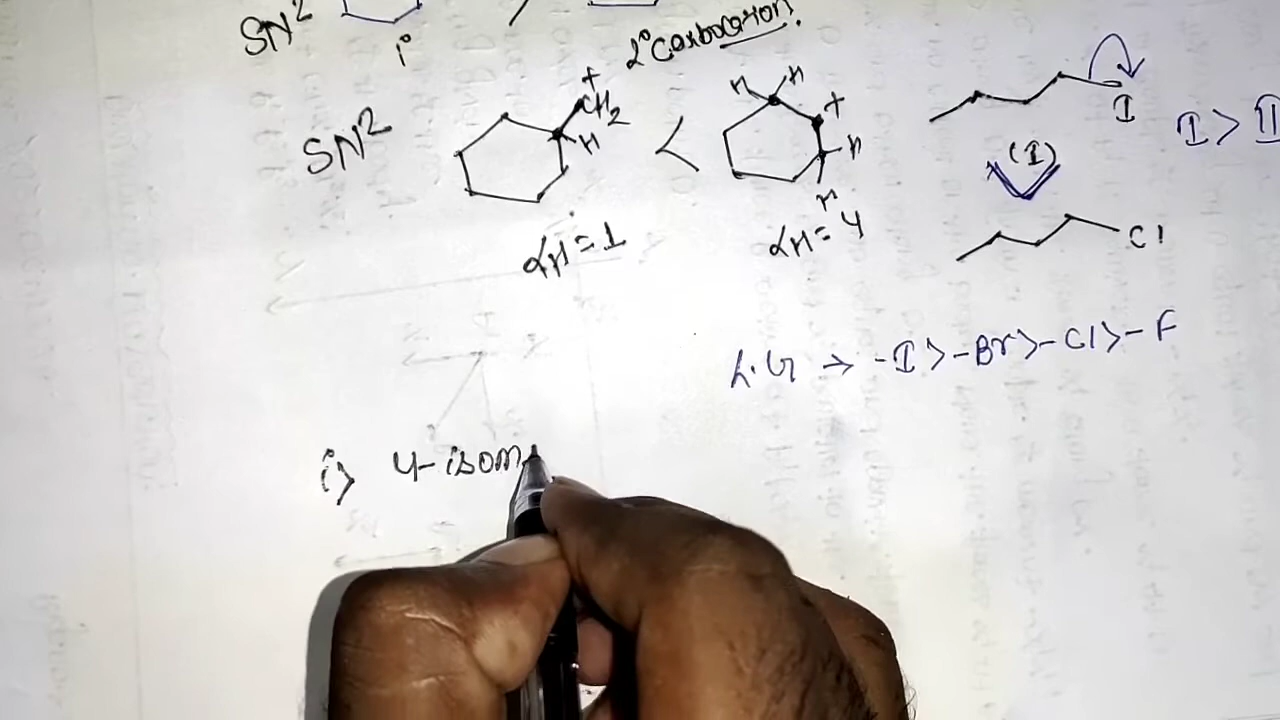 SN²
1°
2° Carbocation.
SN²
+
CH₂
H
<
H H
+
H
H
αH = 1
αH = 4
I
(I)
I > II
Cl
L.G → -I > -Br > -Cl > -F
i) 4-isom